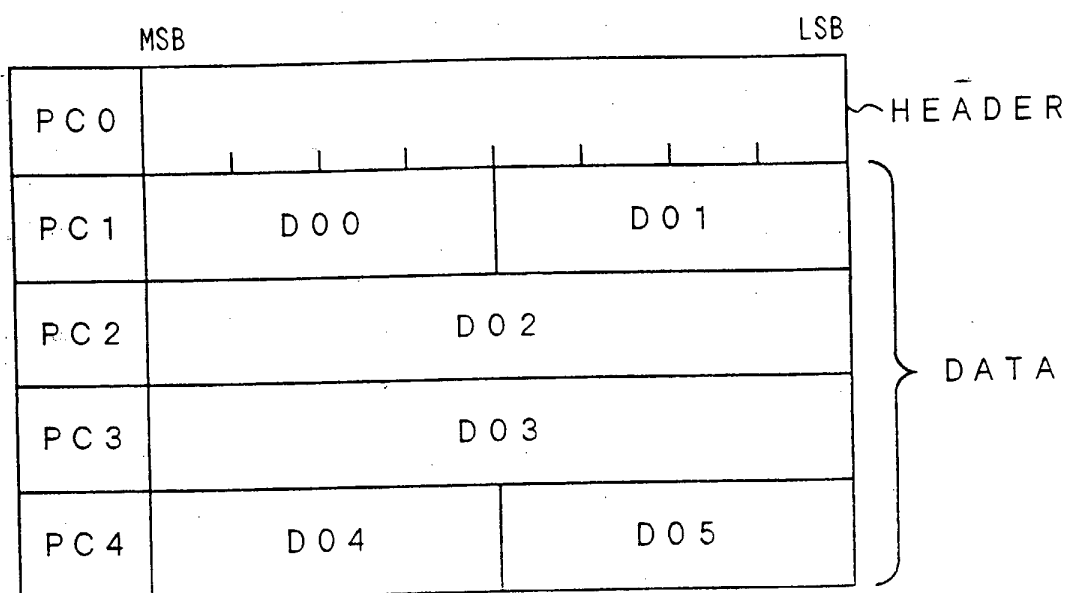 MSB LSB
PC0 HEADER
PC1 D00 D01
PC2 D02
DATA
PC3 D03
PC4 D04 D05